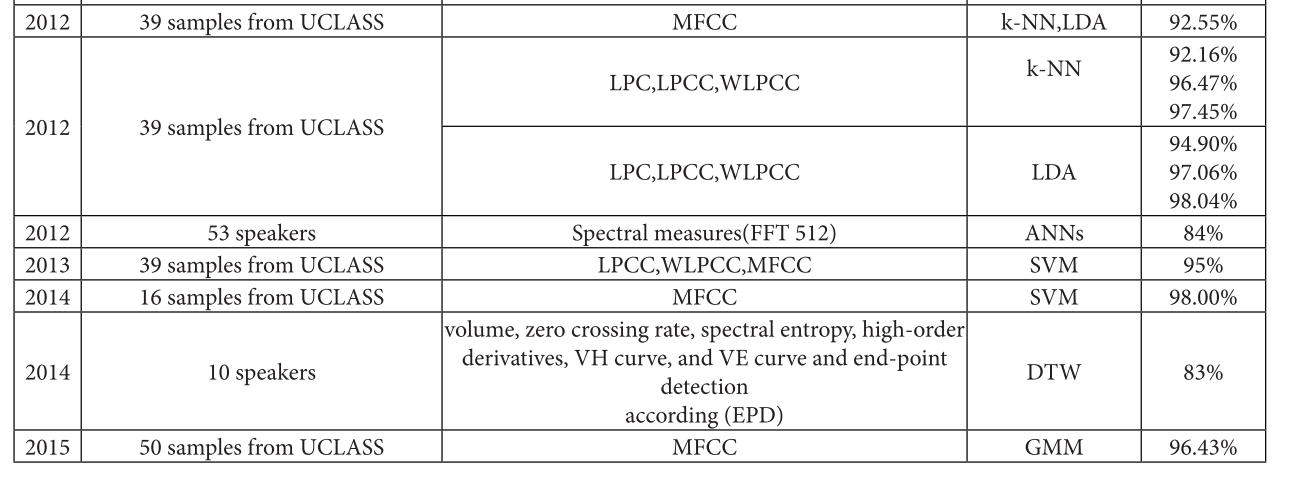 2012 39 samples from UCLASS MFCC k-NN,LDA 92.55%
2012 39 samples from UCLASS LPC,LPCC,WLPCC k-NN 92.16%
96.47%
97.45%
LPC,LPCC,WLPCC LDA 94.90%
97.06%
98.04%
2012 53 speakers Spectral measures(FFT 512) ANNs 84%
2013 39 samples from UCLASS LPCC,WLPCC,MFCC SVM 95%
2014 16 samples from UCLASS MFCC SVM 98.00%
2014 10 speakers volume, zero crossing rate, spectral entropy, high-order
derivatives, VH curve, and VE curve and end-point
detection
according (EPD) DTW 83%
2015 50 samples from UCLASS MFCC GMM 96.43%